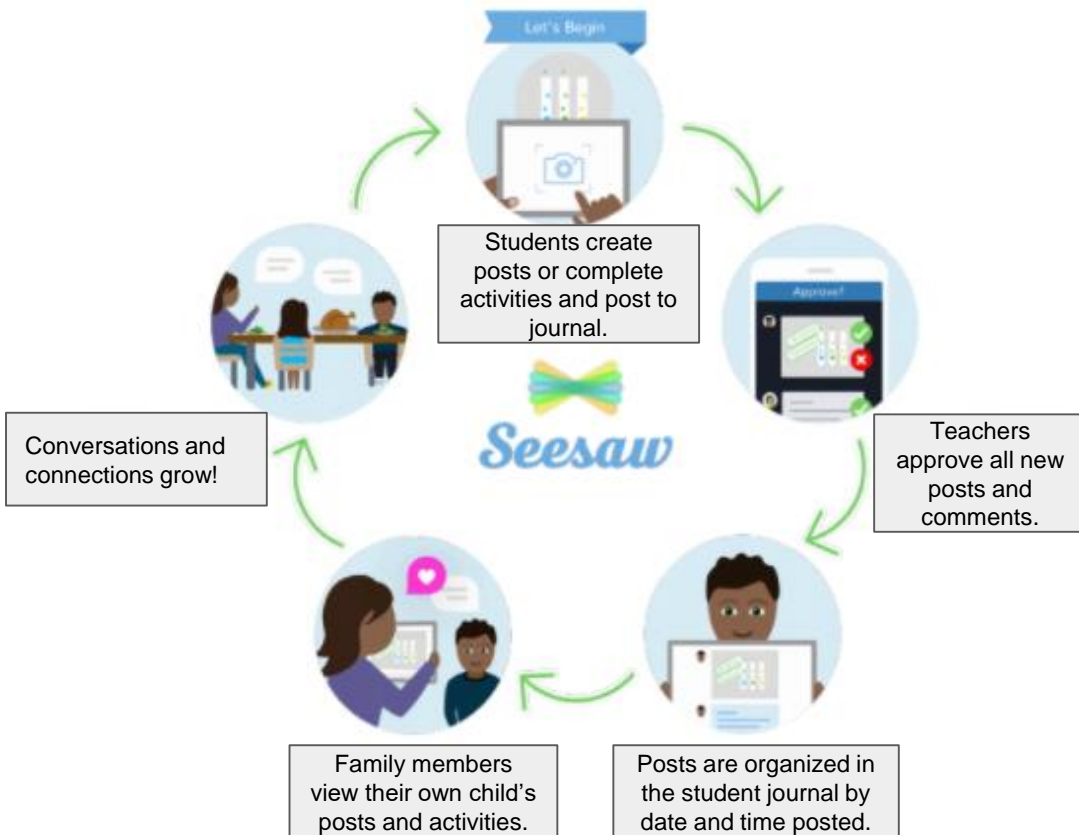 Let's Begin
Students create
posts or complete
activities and post to
journal.
Approve?
Teachers
approve all new
posts and
comments.
Seesaw
Conversations and
connections grow!
Family members
view their own child's
posts and activities.
Posts are organized in
the student journal by
date and time posted.